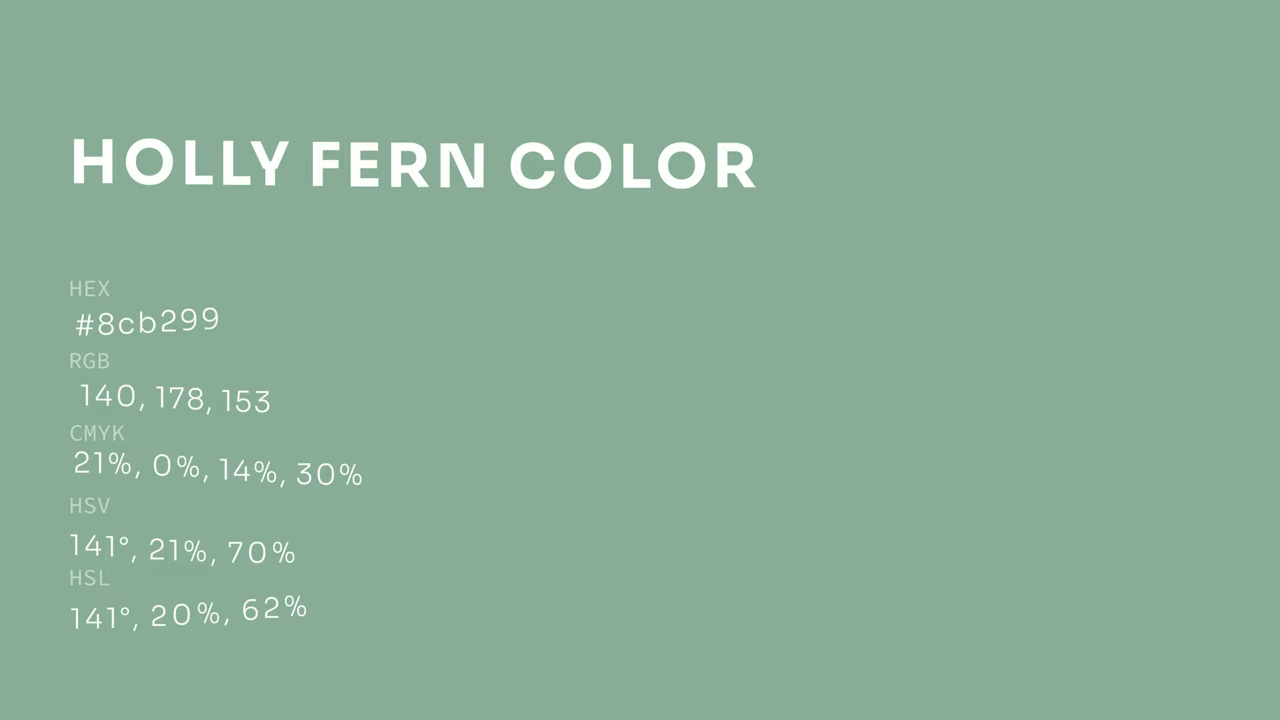 HOLLY FERN COLOR
HEX
#8cb299
RGB
140, 178, 153
CMYK
21%, 0%, 14%, 30%
HSV
141°, 21%, 70%
HSL
141°, 20%, 62%